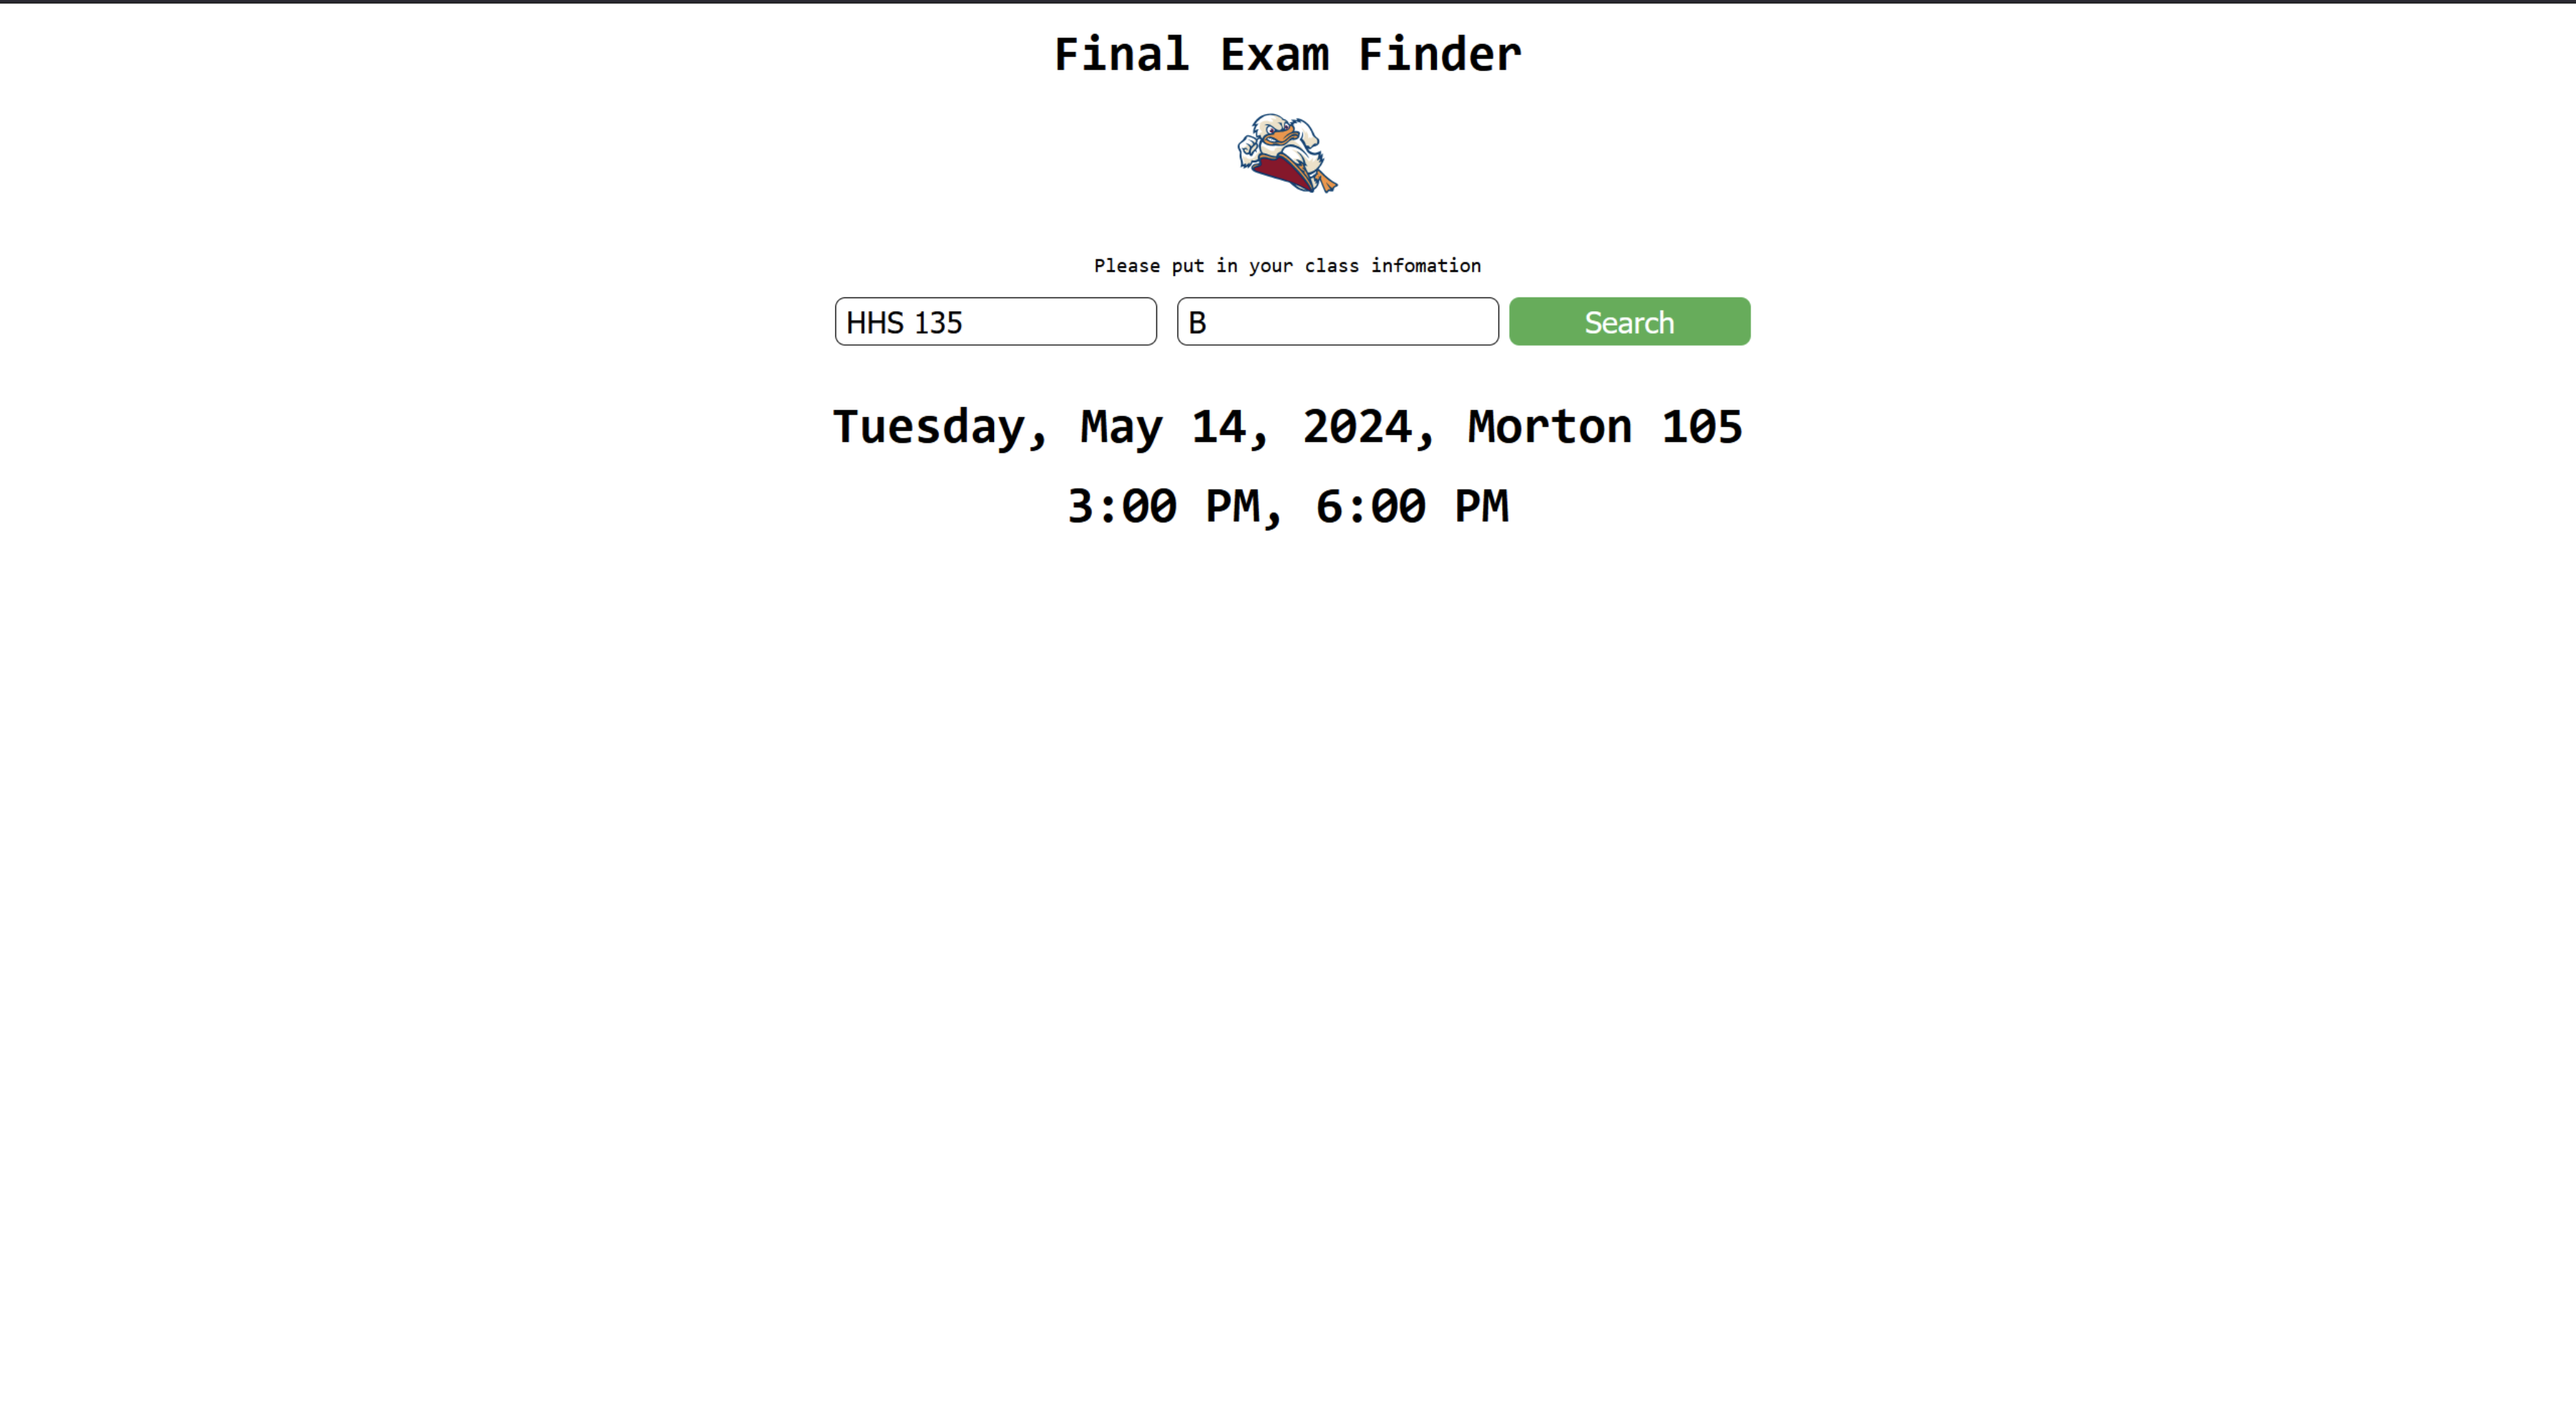 Final Exam Finder
Please put in your class infomation
HHS 135 B Search
Tuesday, May 14, 2024, Morton 105
3:00 PM, 6:00 PM